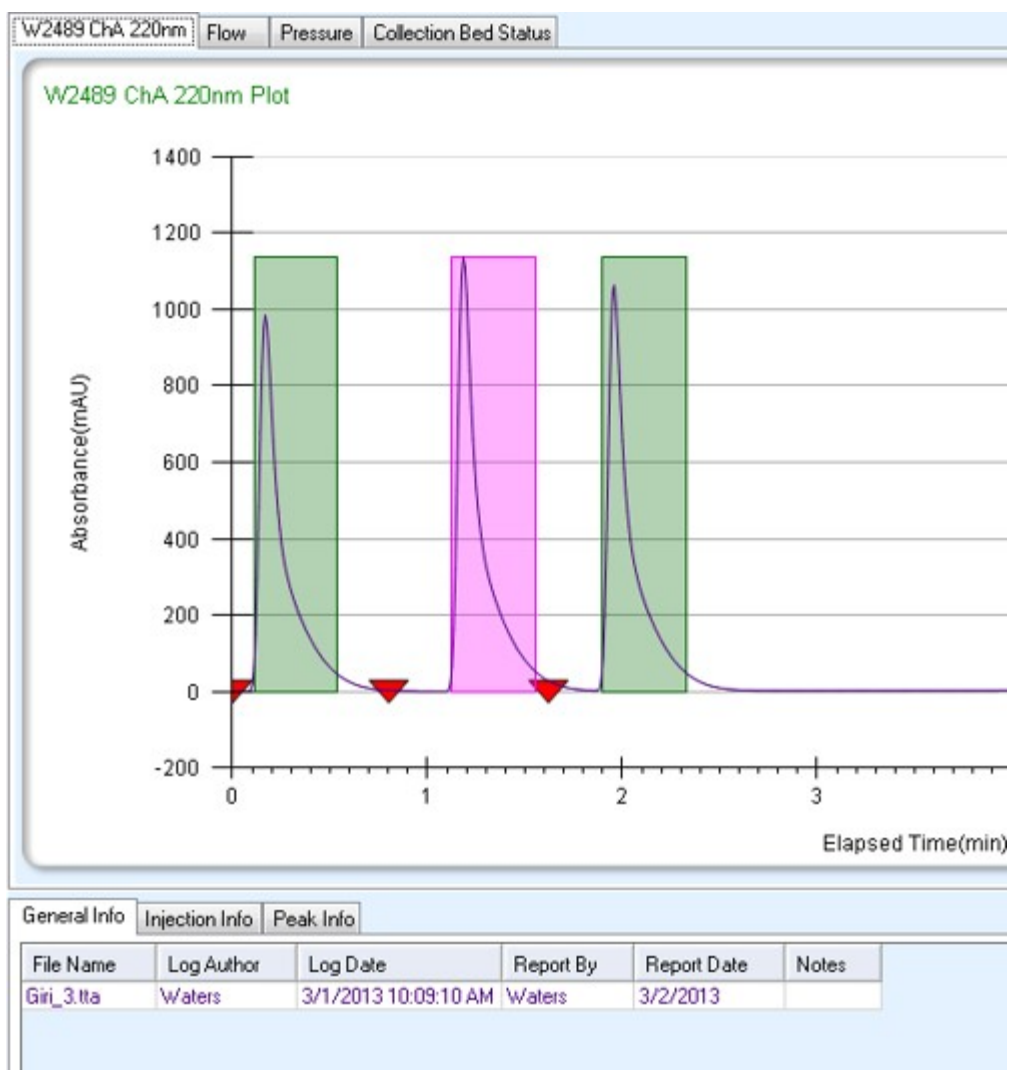 W2489 ChA 220nm Flow Pressure Collection Bed Status
W2489 ChA 220nm Plot
1400
1200
1000
800
600
400
200
0
-200
Absorbance(mAU)
0 1 2 3
Elapsed Time(min)
General Info Injection Info Peak Info
File Name Log Author Log Date Report By Report Date Notes
Giri_3.tta Waters 3/1/2013 10:09:10 AM Waters 3/2/2013